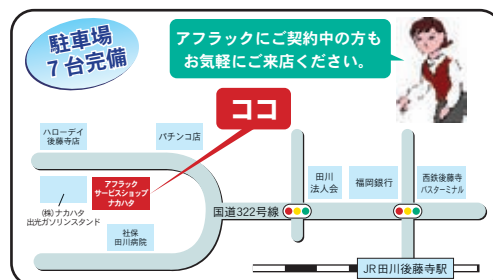 駐車場
7台完備
アフラックにご契約中の方も
お気軽にご来店ください。
ココ
ハローデイ
後藤寺店
パチンコ店
アフラック
サービスショップ
ナカハタ
(株)ナカハタ
出光ガソリンスタンド
社保
田川病院
国道322号線
田川
法人会
福岡銀行
西鉄後藤寺
バスターミナル
JR田川後藤寺駅